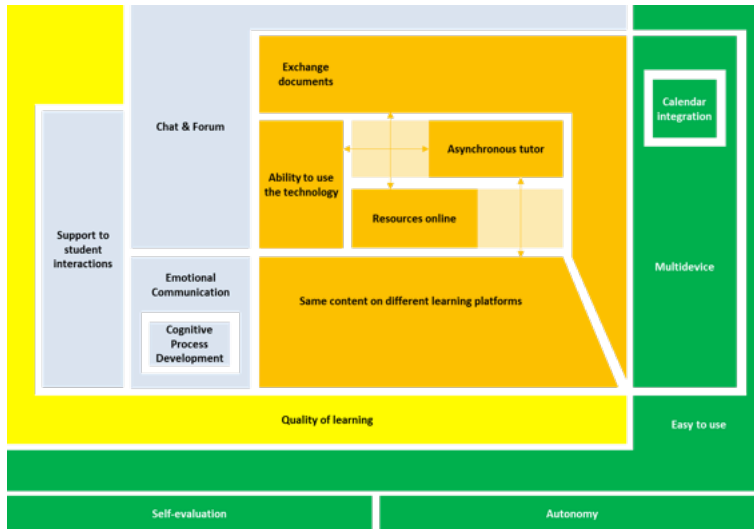 Exchange
documents
Calendar
integration
Chat & Forum
Asynchronous tutor
Ability to use
the technology
Resources online
Support to
student
interactions
Emotional
Communication
Multidevice
Same content on different learning platforms
Cognitive
Process
Development
Quality of learning
Easy to use
Self-evaluation
Autonomy